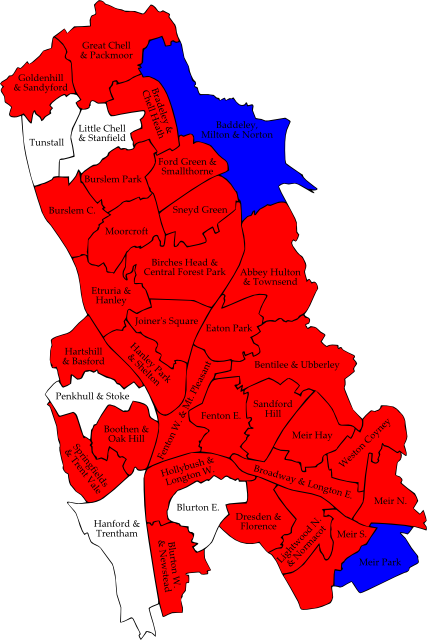 Great Chell
& Packmoor
Goldenhill
& Sandyford
Bradeley &
Chell Heath
Baddeley,
Milton & Norton
Little Chell
& Stanfield
Tunstall
Ford Green &
Smallthorne
Burslem Park
Burslem C.
Sneyd Green
Moorcroft
Birches Head &
Central Forest Park
Abbey Hulton
& Townsend
Etruria &
Hanley
Joiner's Square
Eaton Park
Hartshill
& Basford
Hanley Park
& Shelton
Bentilee & Ubberley
Penkhull & Stoke
Fenton W. & Mt. Pleasant
Fenton E.
Sandford
Hill
Boothen &
Oak Hill
Meir Hay
Weston Coyney
Springfields
& Trent Vale
Hollybush &
Longton W.
Broadway & Longton E.
Meir N.
Blurton E.
Hanford &
Trentham
Dresden &
Florence
Lightwood N.
& Normacot
Meir S.
Blurton W.
& Newstead
Meir Park